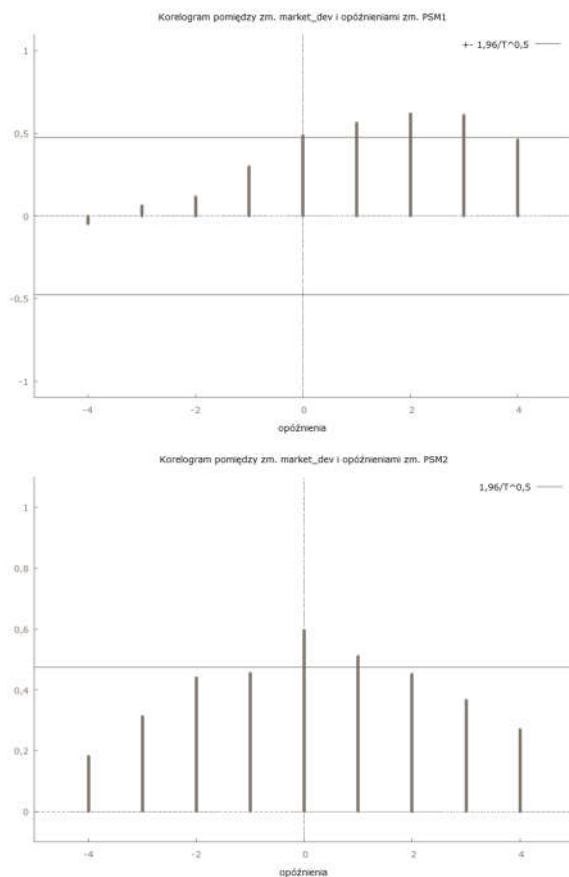 Korelogram pomiędzy zm. market_dev i opóźnieniami zm. PSM1
+- 1,96/T^0,5
1
0,5
0
-0,5
-1
-4 -2 0 2 4
opóźnienia
Korelogram pomiędzy zm. market_dev i opóźnieniami zm. PSM2
1,96/T^0,5
1
0,8
0,6
0,4
0,2
0
-4 -2 0 2 4
opóźnienia